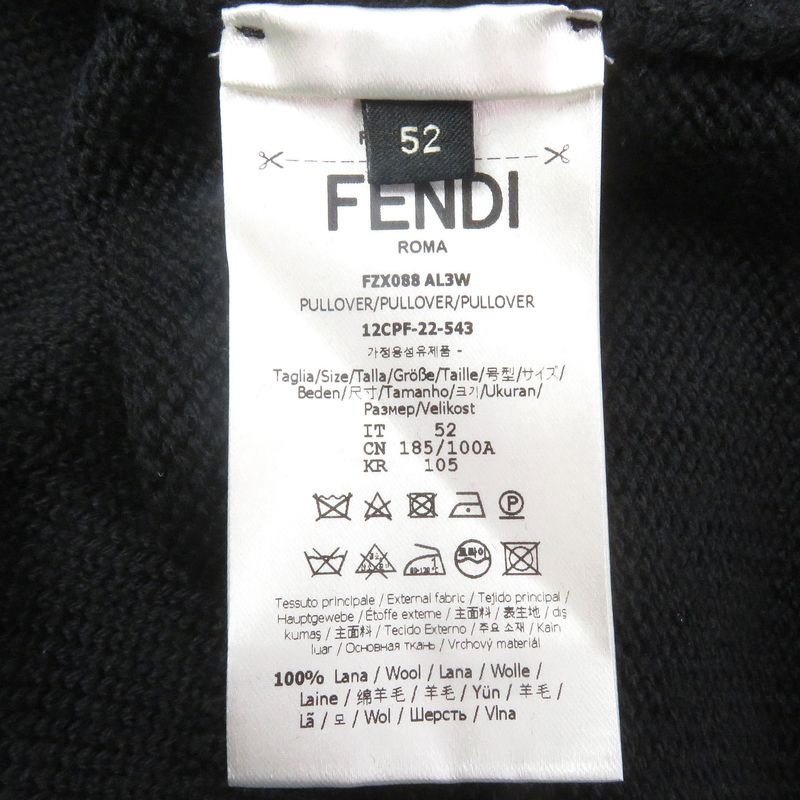 52
FENDI
ROMA
FZX088 AL3W
PULLOVER/PULLOVER/PULLOVER
12CPF-22-543
가정용섬유제품 -
Taglia/Size/Talla/Größe/Taille/号型/サイズ/
Beden/尺寸/Tamanho/크기/Ukuran/
Размер/Velikost
IT 52
CN 185/100A
KR 105
P
드라이
Tessuto principale / External fabric / Tejido principal /
Hauptgewebe / Étoffe externe / 主面料 / 表生地 / dış
kumaş / 主面料 / Tecido Externo / 주요 소재 / Kain
luar / Основная ткань / Vrchový materiál
100% Lana / Wool / Lana / Wolle /
Laine / 绵羊毛 / 羊毛 / Yün / 羊毛 /
Lã / 모 / Wol / Шерсть / Vlna